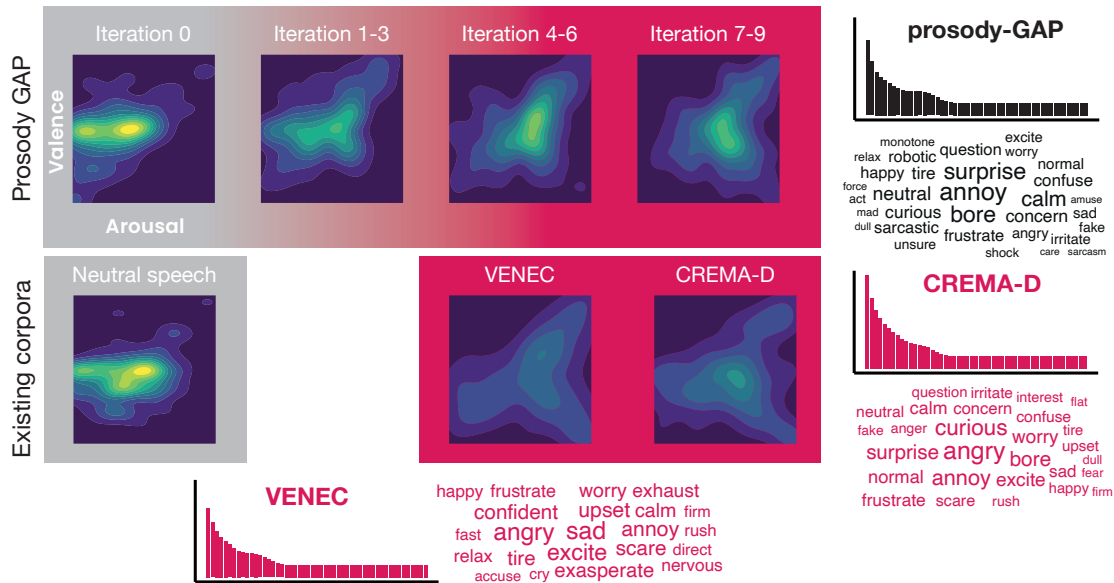 Prosody GAP
Iteration 0
Iteration 1-3
Iteration 4-6
Iteration 7-9
Valence
Arousal
prosody-GAP
excite
monotone question worry
relax robotic normal
happy tire surprise confuse
force
act neutral annoy calm amuse
mad curious bore concern sad
dull sarcastic frustrate angry irritate fake
unsure shock care sarcasm
Existing corpora
Neutral speech
VENEC
CREMA-D
CREMA-D
question irritate interest flat
neutral calm concern confuse
fake anger curious worry tire
surprise angry bore upset
dull
normal annoy excite sad fear
happy firm
frustrate scare rush
VENEC
happy frustrate worry exhaust
confident upset calm firm
fast angry sad annoy rush
relax tire excite scare direct
accuse cry exasperate nervous